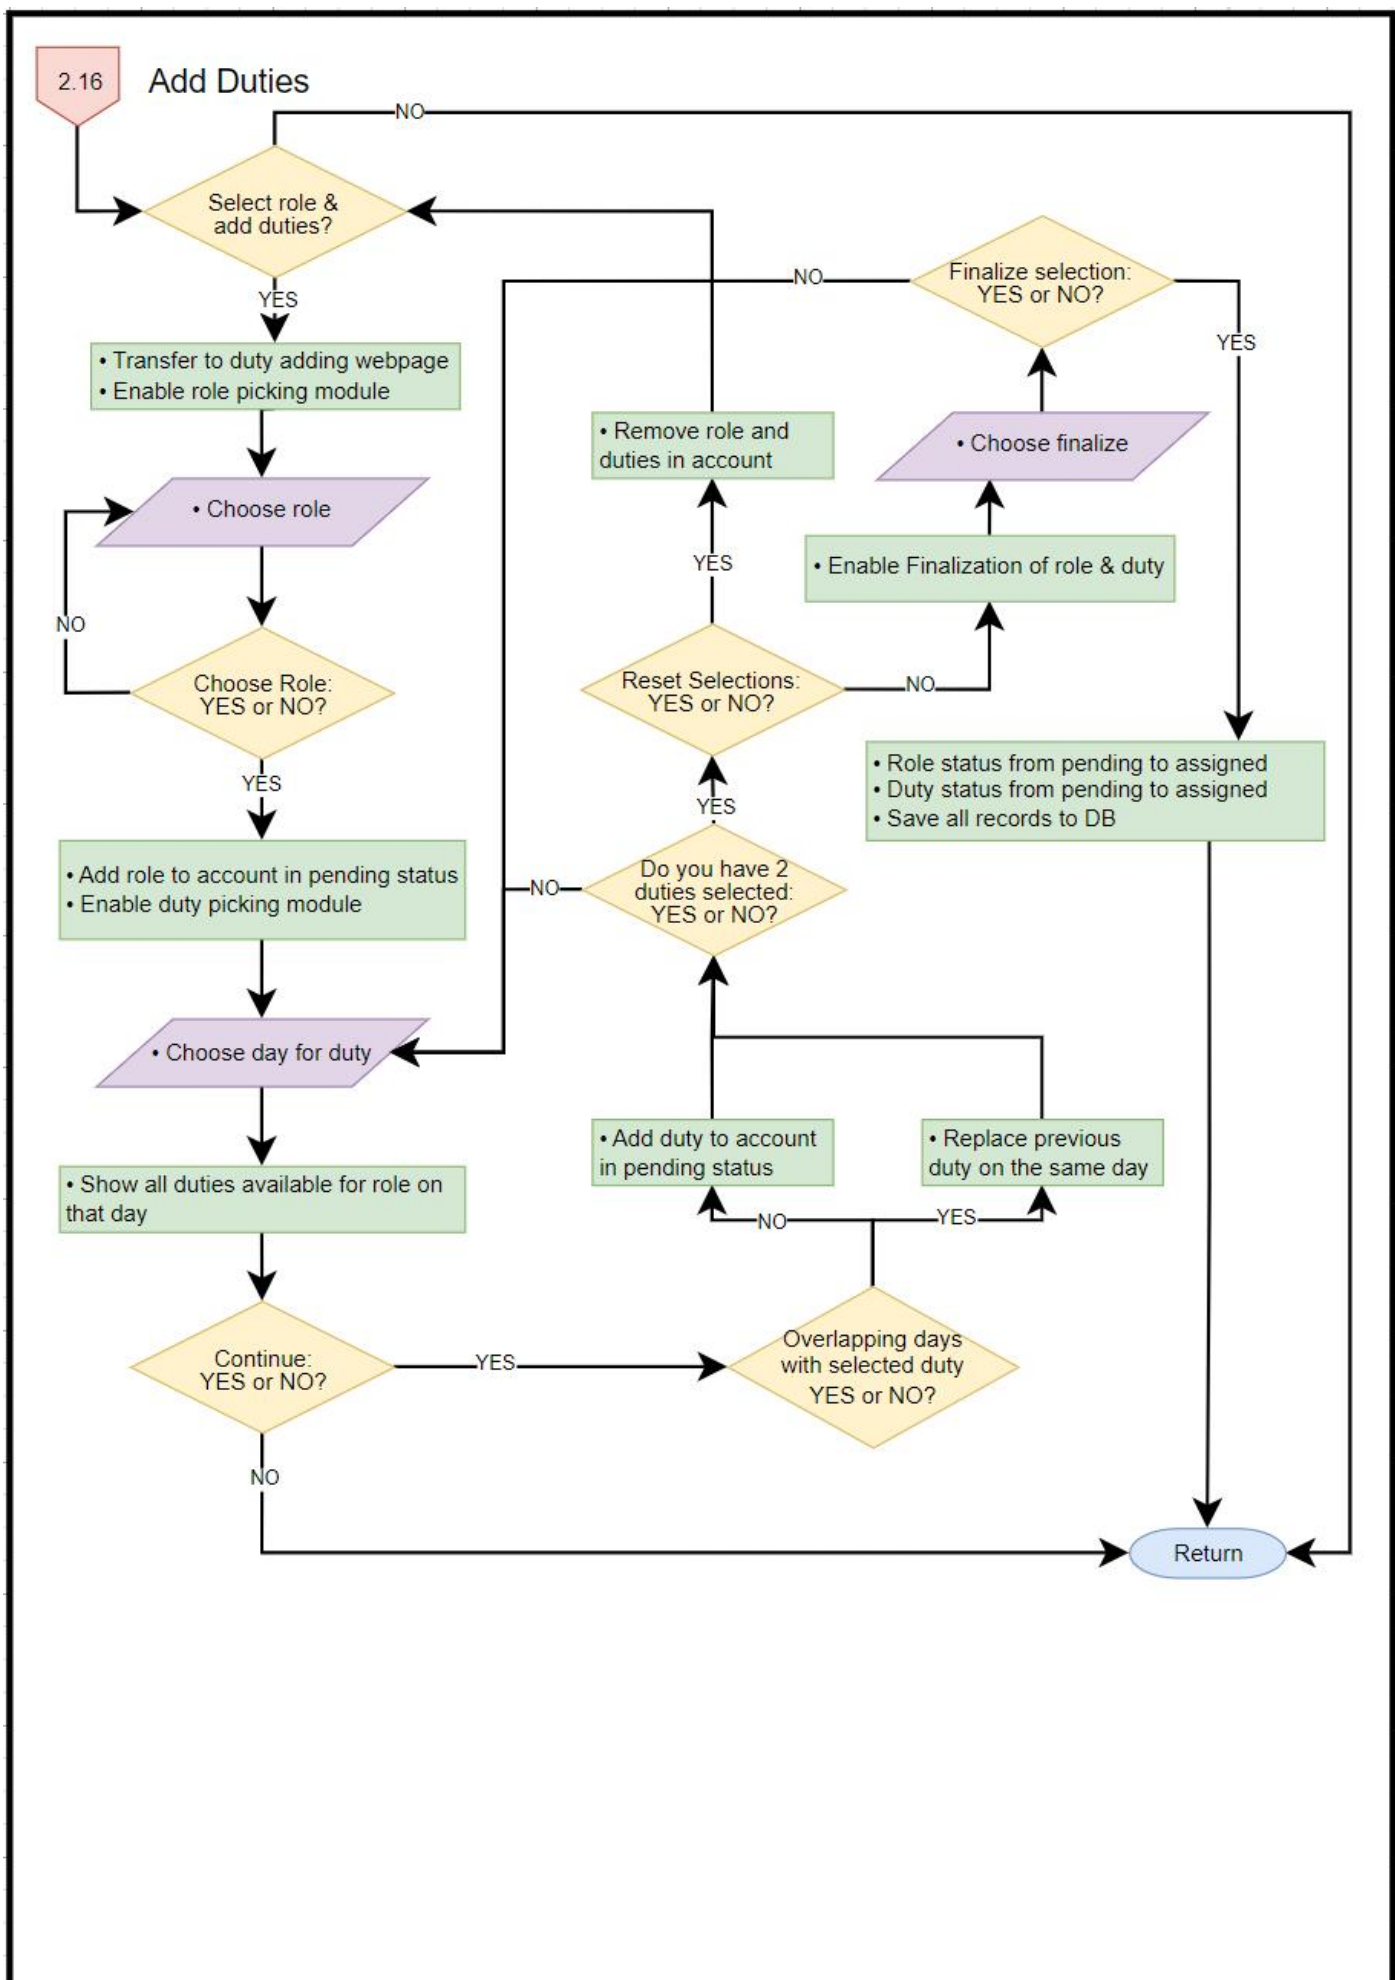 2.16
Add Duties
NO
Select role &
add duties?
YES
• Transfer to duty adding webpage
• Enable role picking module
• Choose role
NO
Choose Role:
YES or NO?
YES
• Add role to account in pending status
• Enable duty picking module
• Choose day for duty
• Show all duties available for role on
that day
Continue:
YES or NO?
NO
YES
Overlapping days
with selected duty
YES or NO?
NO
YES
• Add duty to account
in pending status
• Replace previous
duty on the same day
Do you have 2
duties selected:
YES or NO?
NO
YES
Reset Selections:
YES or NO?
YES
NO
• Remove role and
duties in account
• Enable Finalization of role & duty
• Choose finalize
Finalize selection:
YES or NO?
NO
YES
• Role status from pending to assigned
• Duty status from pending to assigned
• Save all records to DB
Return